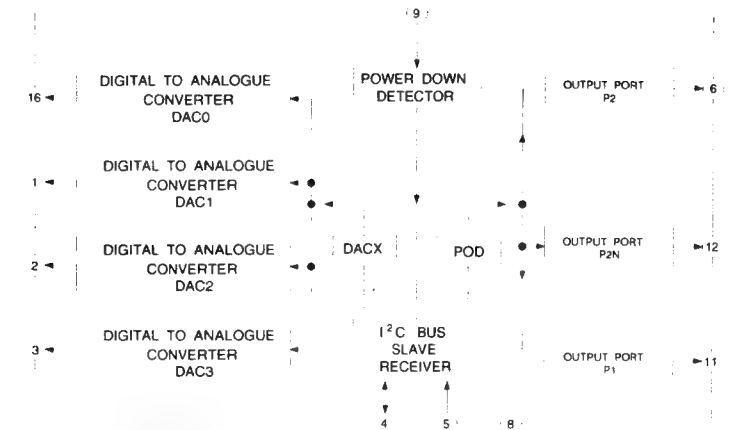 9
DIGITAL TO ANALOGUE
CONVERTER
DAC0
16
POWER DOWN
DETECTOR
OUTPUT PORT
P2
6
DIGITAL TO ANALOGUE
CONVERTER
DAC1
1
DACX
POD
OUTPUT PORT
P2N
12
DIGITAL TO ANALOGUE
CONVERTER
DAC2
2
DIGITAL TO ANALOGUE
CONVERTER
DAC3
3
I²C BUS
SLAVE
RECEIVER
OUTPUT PORT
P1
11
4
5
8